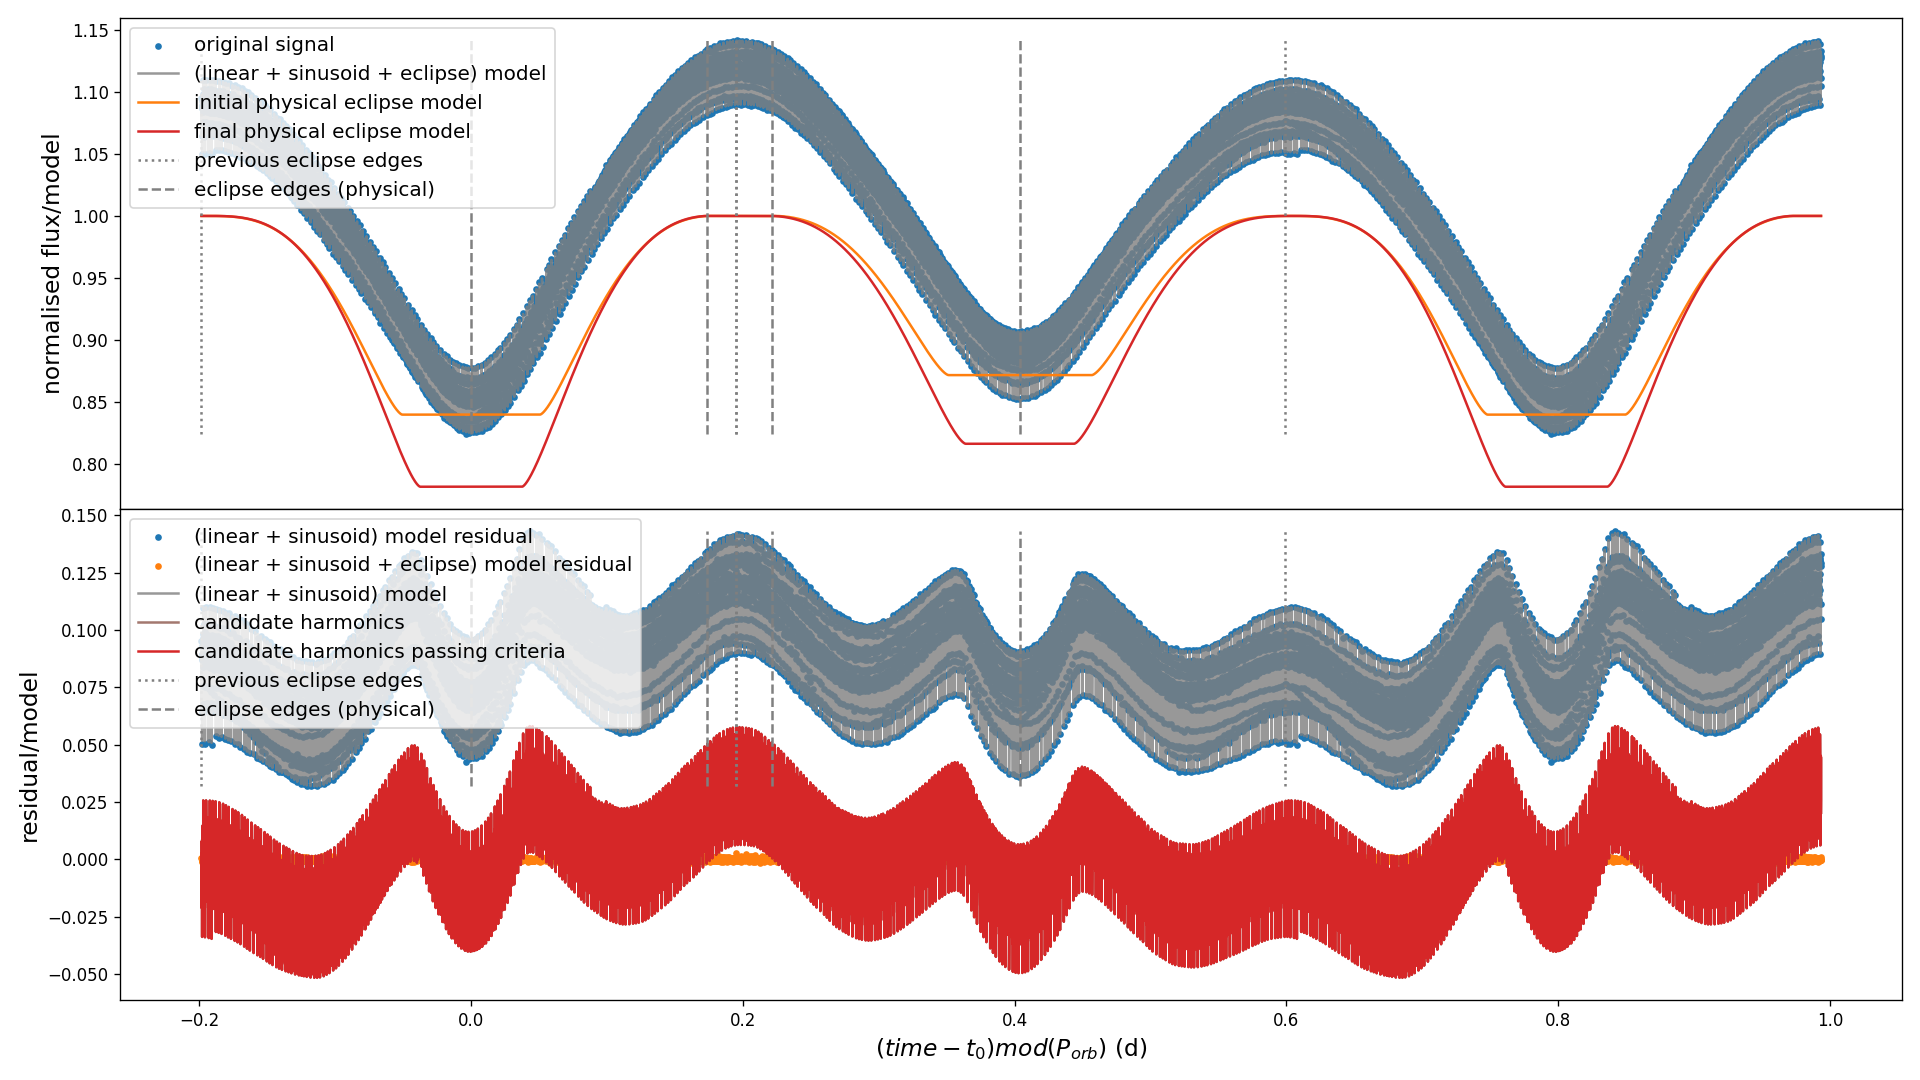 normalised flux/model
1.15
1.10
1.05
1.00
0.95
0.90
0.85
0.80
original signal
(linear + sinusoid + eclipse) model
initial physical eclipse model
final physical eclipse model
previous eclipse edges
eclipse edges (physical)
residual/model
0.150
0.125
0.100
0.075
0.050
0.025
0.000
−0.025
−0.050
(linear + sinusoid) model residual
(linear + sinusoid + eclipse) model residual
(linear + sinusoid) model
candidate harmonics
candidate harmonics passing criteria
previous eclipse edges
eclipse edges (physical)
−0.2 0.0 0.2 0.4 0.6 0.8 1.0
(time − t₀)mod(Pₒᵣb) (d)